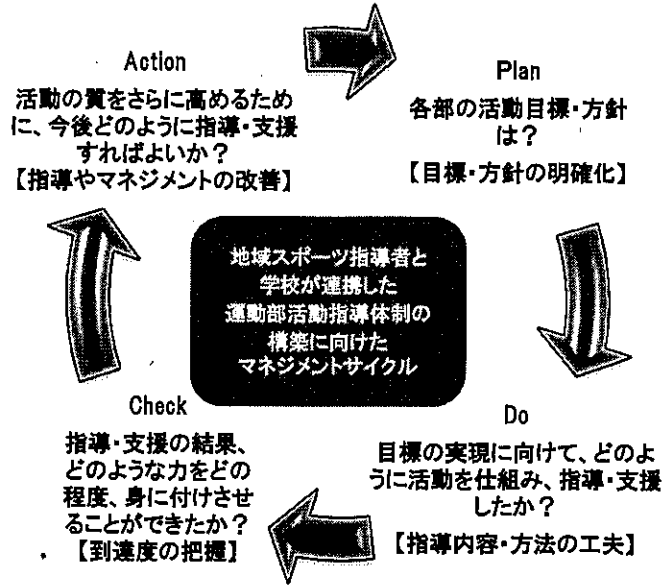 Action
活動の質をさらに高めるため
に、今後どのように指導・支援
すればよいか？
【指導やマネジメントの改善】
Plan
各部の活動目標・方針
は？
【目標・方針の明確化】
地域スポーツ指導者と
学校が連携した
運動部活動指導体制の
構築に向けた
マネジメントサイクル
Check
指導・支援の結果、
どのような力をどの
程度、身に付けさせ
ることができたか？
【到達度の把握】
Do
目標の実現に向けて、どのよ
うに活動を仕組み、指導・支援
したか？
【指導内容・方法の工夫】